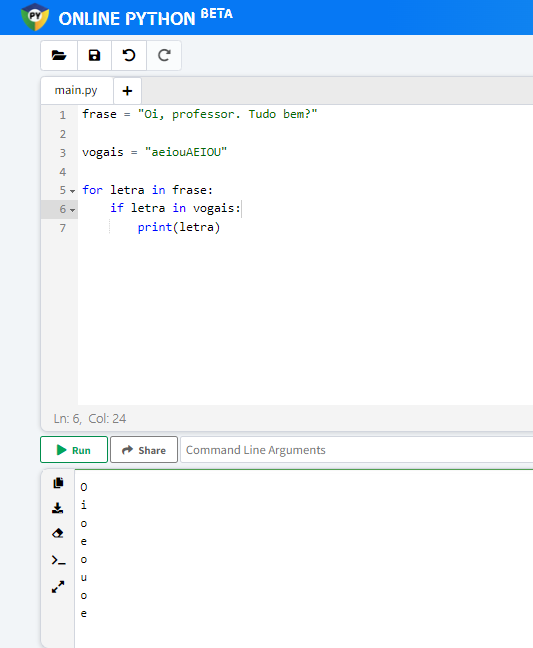 PY ONLINE PYTHON BETA
main.py +
1 frase = "Oi, professor. Tudo bem?"
2
3 vogais = "aeiouAEIOU"
4
5 for letra in frase:
6     if letra in vogais:
7         print(letra)
Ln: 6, Col: 24
Run Share Command Line Arguments
O
i
o
e
o
u
o
e